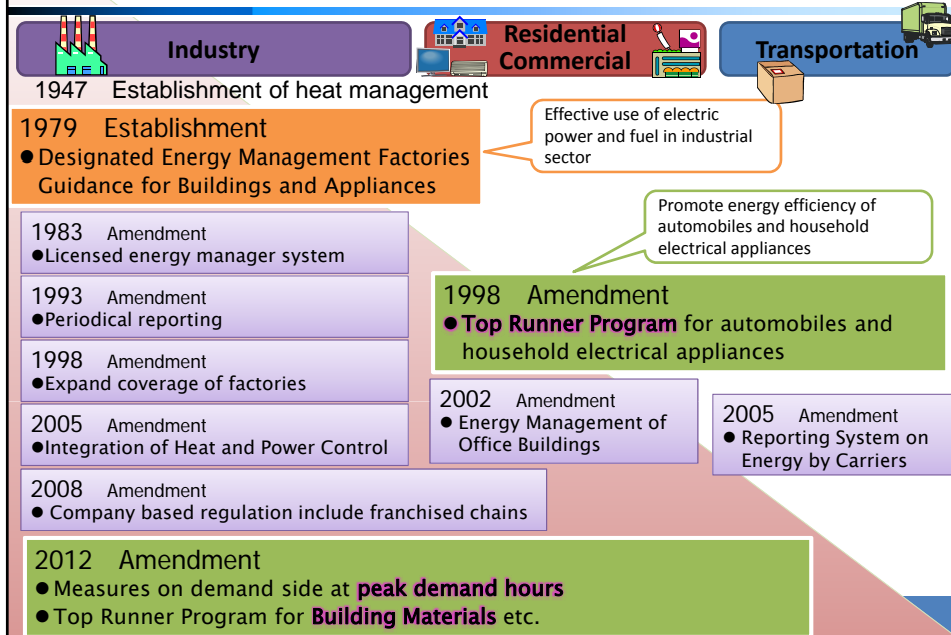 Industry
Residential
Commercial
Transportation
1947 Establishment of heat management
1979 Establishment
● Designated Energy Management Factories
Guidance for Buildings and Appliances
Effective use of electric
power and fuel in industrial
sector
Promote energy efficiency of
automobiles and household
electrical appliances
1983 Amendment
●Licensed energy manager system
1993 Amendment
●Periodical reporting
1998 Amendment
●Expand coverage of factories
2005 Amendment
●Integration of Heat and Power Control
2008 Amendment
● Company based regulation include franchised chains
1998 Amendment
● Top Runner Program for automobiles and
household electrical appliances
2002 Amendment
● Energy Management of
Office Buildings
2005 Amendment
● Reporting System on
Energy by Carriers
2012 Amendment
● Measures on demand side at peak demand hours
● Top Runner Program for Building Materials etc.